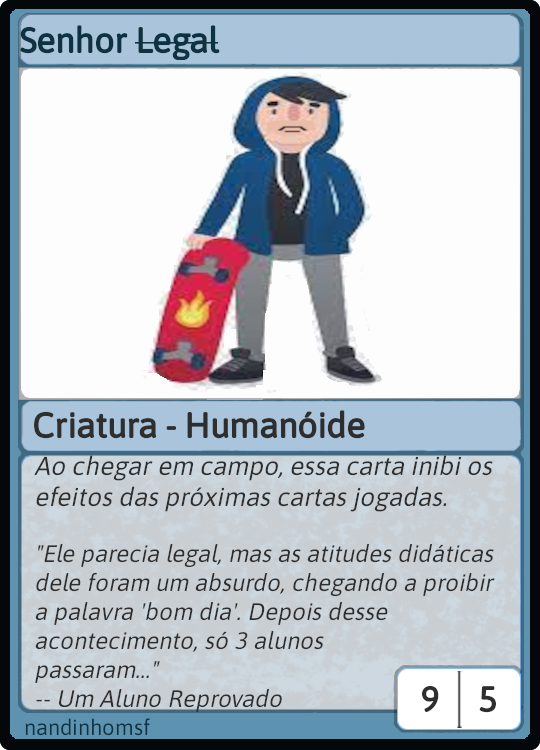 Senhor Legal
Criatura - Humanóide
Ao chegar em campo, essa carta inibi os
efeitos das próximas cartas jogadas.
"Ele parecia legal, mas as atitudes didáticas
dele foram um absurdo, chegando a proibir
a palavra 'bom dia'. Depois desse
acontecimento, só 3 alunos
passaram..."
-- Um Aluno Reprovado
9 | 5
nandinhomsf